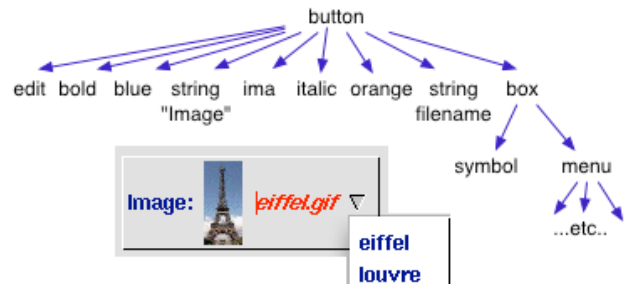 button
edit bold blue string ima italic orange string box
"Image" filename
symbol menu
...etc..
Image: eiffel.gif
eiffel
louvre